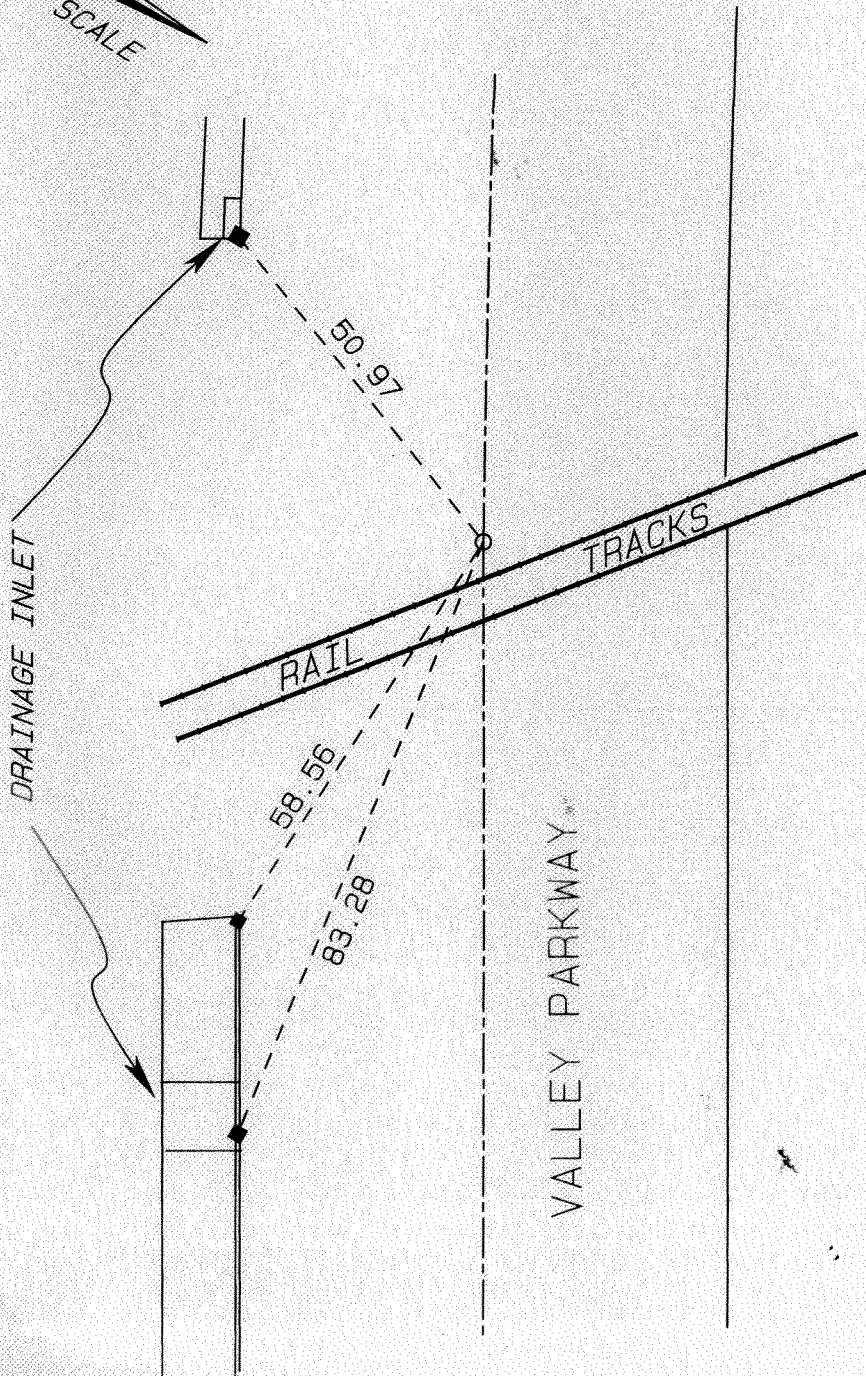 SCALE
50.97
DRAINAGE INLET
RAIL TRACKS
58.56
83.28
VALLEY PARKWAY